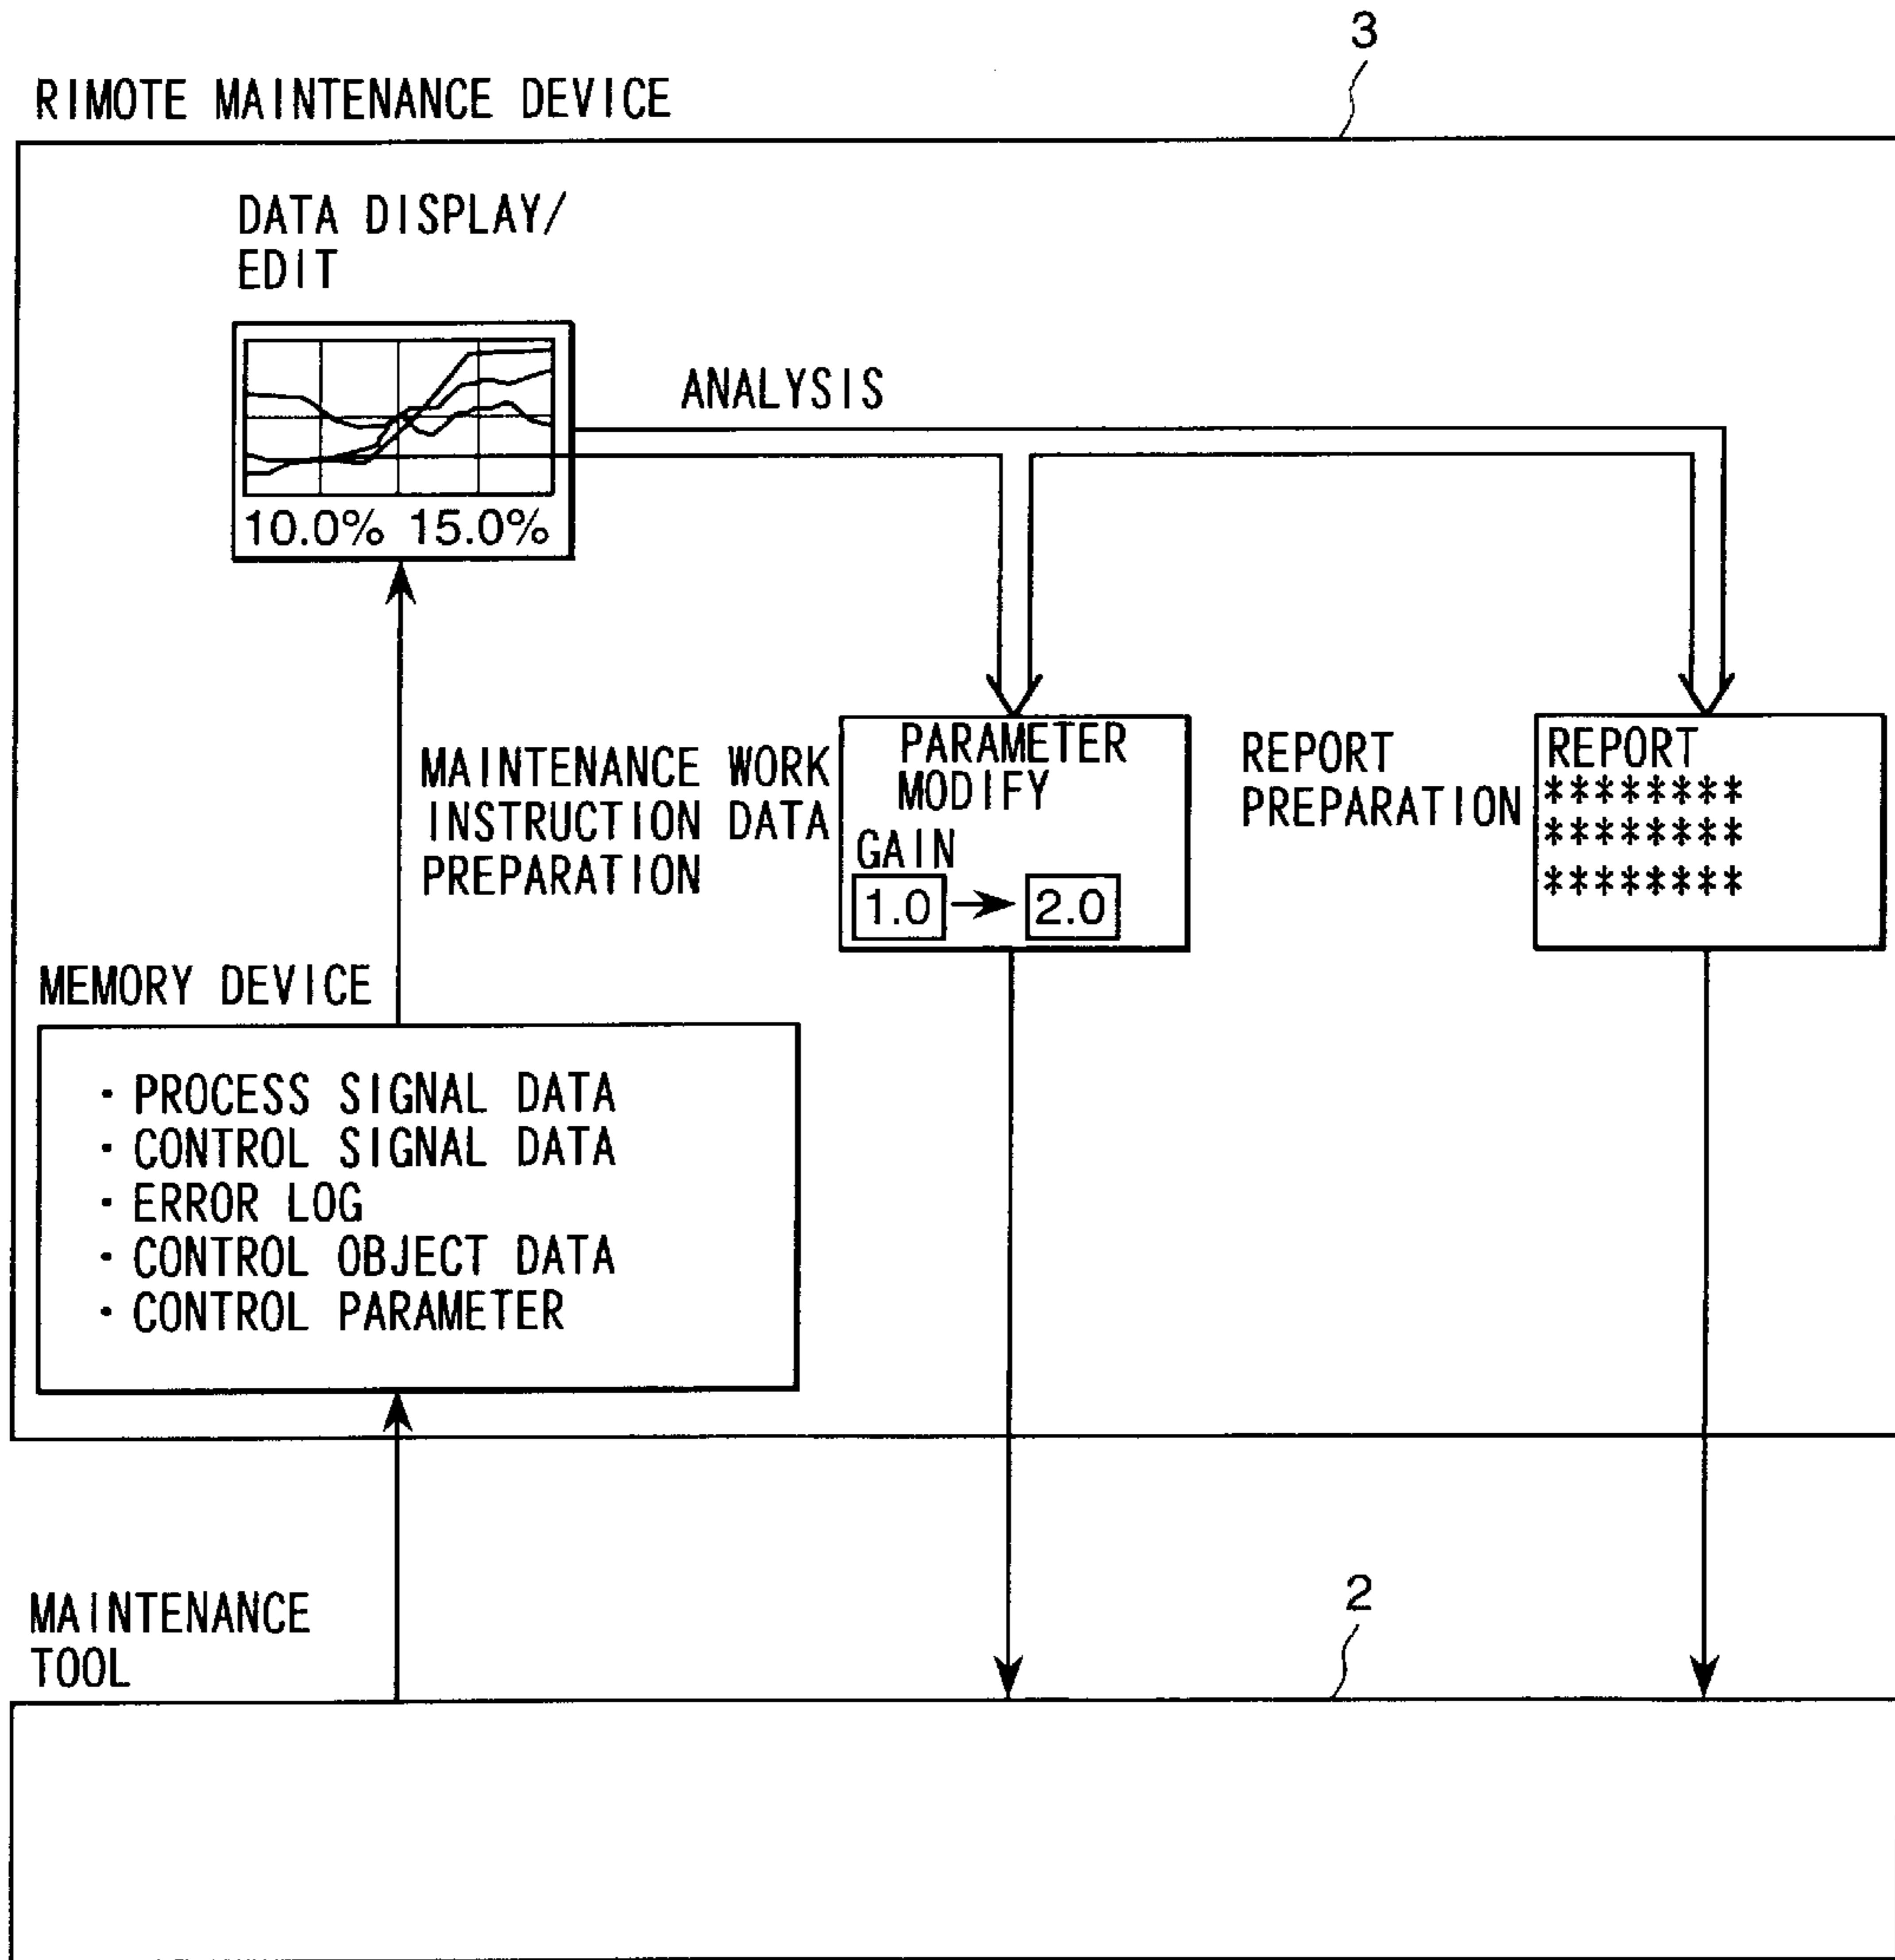 3
RIMOTE MAINTENANCE DEVICE
DATA DISPLAY/
EDIT
10.0% 15.0%
ANALYSIS
MAINTENANCE WORK
INSTRUCTION DATA
PREPARATION
PARAMETER
MODIFY
GAIN
1.0 2.0
REPORT
PREPARATION
REPORT
********
********
********
MEMORY DEVICE
· PROCESS SIGNAL DATA
· CONTROL SIGNAL DATA
· ERROR LOG
· CONTROL OBJECT DATA
· CONTROL PARAMETER
MAINTENANCE
TOOL
2